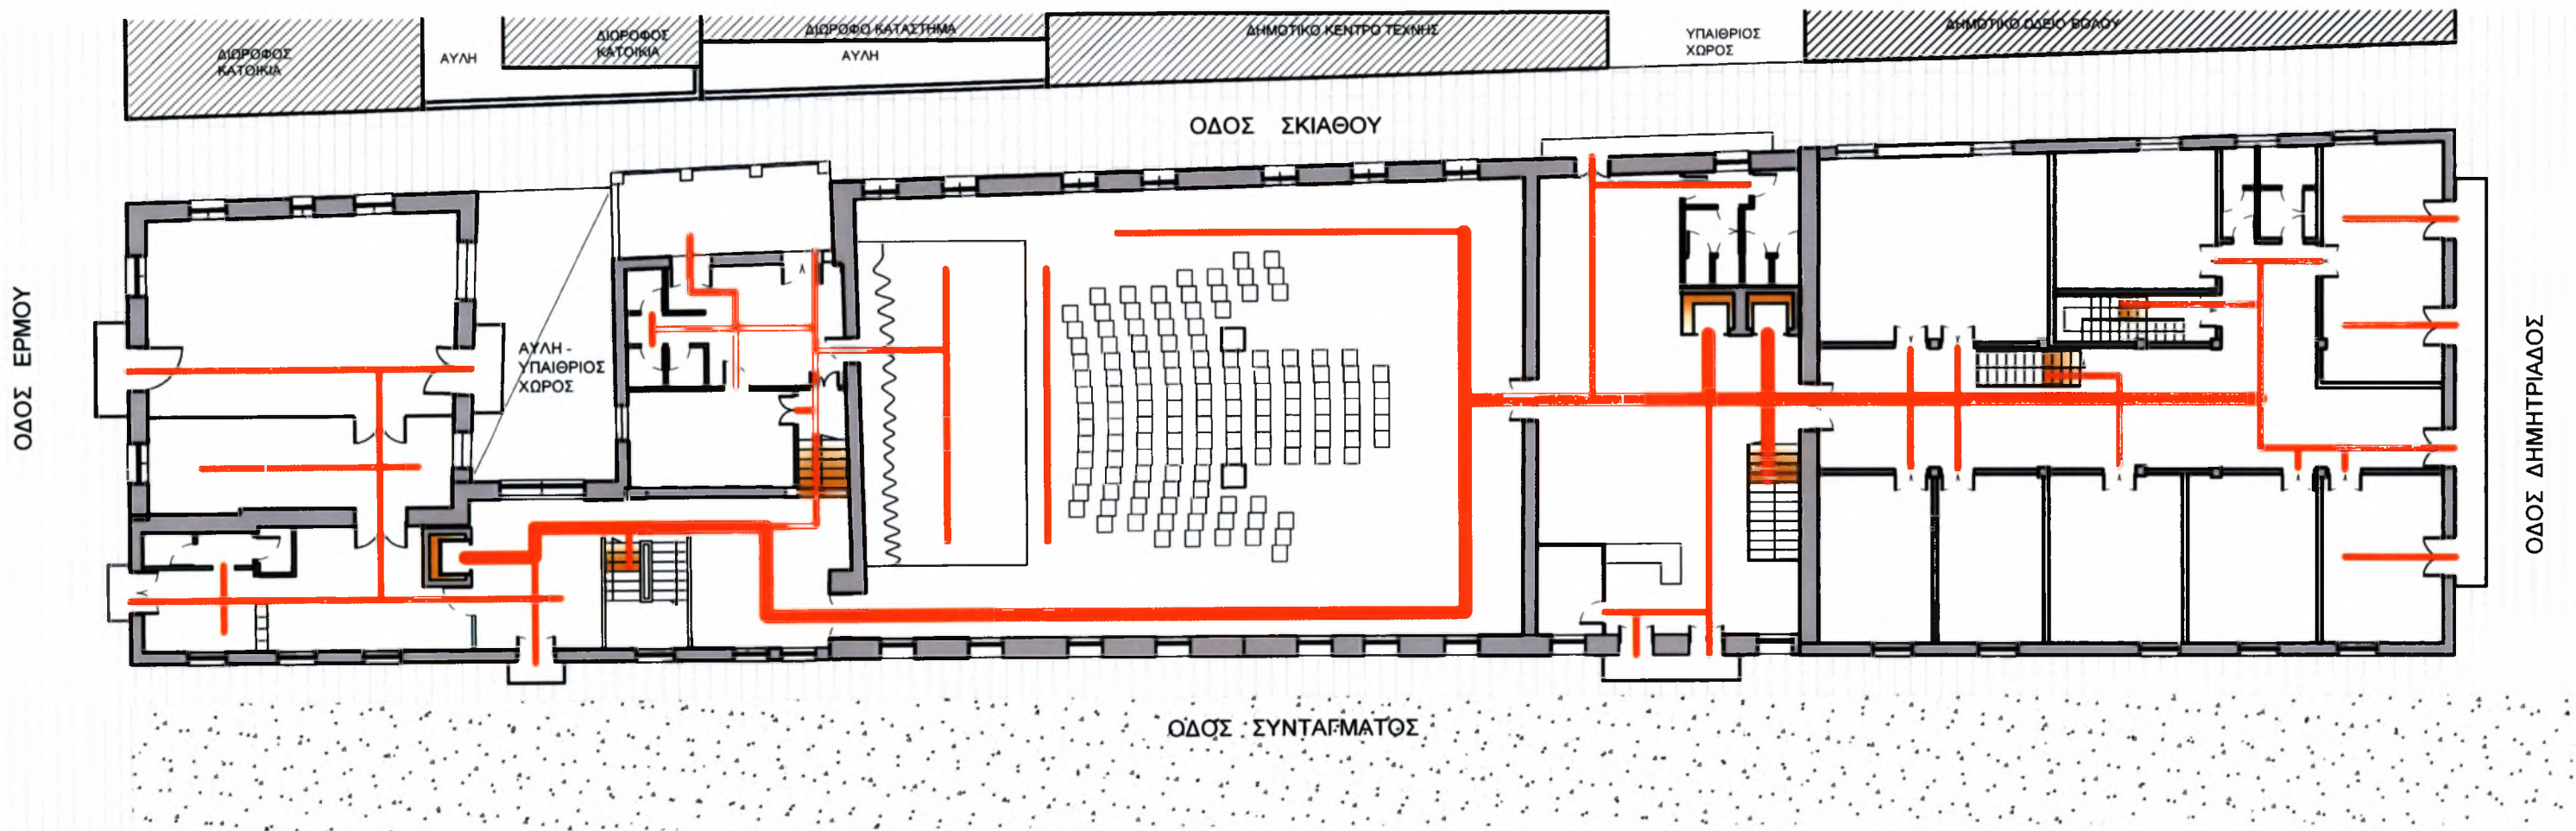 ΔΙΩΡΟΦΟΣ
ΚΑΤΟΙΚΙΑ
ΑΥΛΗ
ΔΙΩΡΟΦΟΣ
ΚΑΤΟΙΚΙΑ
ΔΙΩΡΟΦΟ ΚΑΤΑΣΤΗΜΑ
ΑΥΛΗ
ΔΗΜΟΤΙΚΟ ΚΕΝΤΡΟ ΤΕΧΝΗΣ
ΥΠΑΙΘΡΙΟΣ
ΧΩΡΟΣ
ΔΗΜΟΤΙΚΟ ΩΔΕΙΟ ΒΟΛΟΥ
ΟΔΟΣ ΣΚΙΑΘΟΥ
ΟΔΟΣ ΕΡΜΟΥ
ΑΥΛΗ -
ΥΠΑΙΘΡΙΟΣ
ΧΩΡΟΣ
ΟΔΟΣ ΔΗΜΗΤΡΙΑΔΟΣ
ΟΔΟΣ ΣΥΝΤΑΓΜΑΤΟΣ